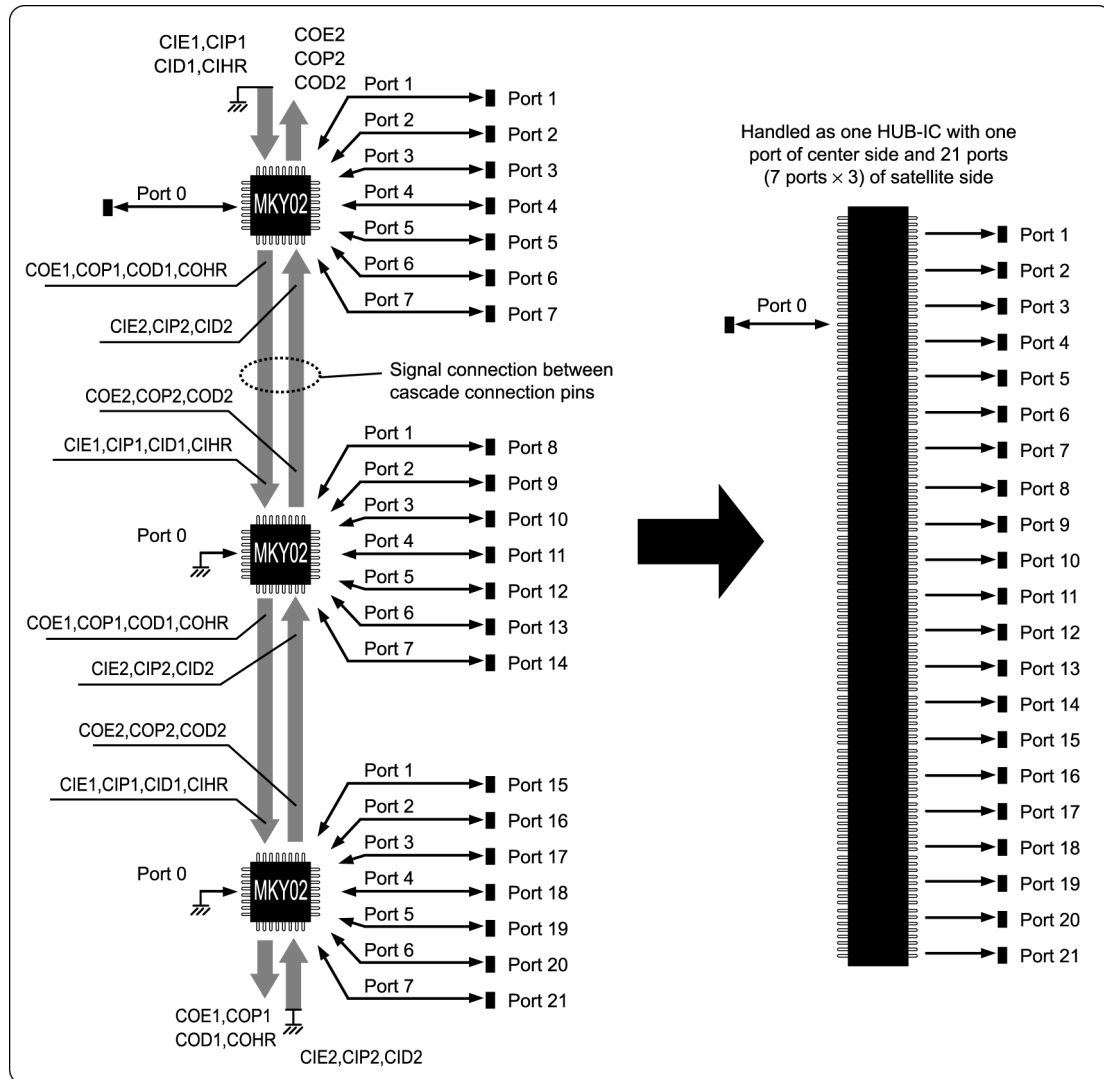 CIE1,CIP1
CID1,CIHR
COE2
COP2
COD2
Port 1
Port 2
Port 3
Port 4
Port 5
Port 6
Port 7
Port 1
Port 2
Port 3
Port 4
Port 5
Port 6
Port 7
Port 0
MKY02
COE1,COP1,COD1,COHR
CIE2,CIP2,CID2
Signal connection between
cascade connection pins
COE2,COP2,COD2
CIE1,CIP1,CID1,CIHR
Port 1
Port 2
Port 3
Port 4
Port 5
Port 6
Port 7
Port 8
Port 9
Port 10
Port 11
Port 12
Port 13
Port 14
Port 0
MKY02
COE1,COP1,COD1,COHR
CIE2,CIP2,CID2
COE2,COP2,COD2
CIE1,CIP1,CID1,CIHR
Port 1
Port 2
Port 3
Port 4
Port 5
Port 6
Port 7
Port 15
Port 16
Port 17
Port 18
Port 19
Port 20
Port 21
Port 0
MKY02
COE1,COP1
COD1,COHR
CIE2,CIP2,CID2
Handled as one HUB-IC with one
port of center side and 21 ports
(7 ports × 3) of satellite side
Port 0
Port 1
Port 2
Port 3
Port 4
Port 5
Port 6
Port 7
Port 8
Port 9
Port 10
Port 11
Port 12
Port 13
Port 14
Port 15
Port 16
Port 17
Port 18
Port 19
Port 20
Port 21